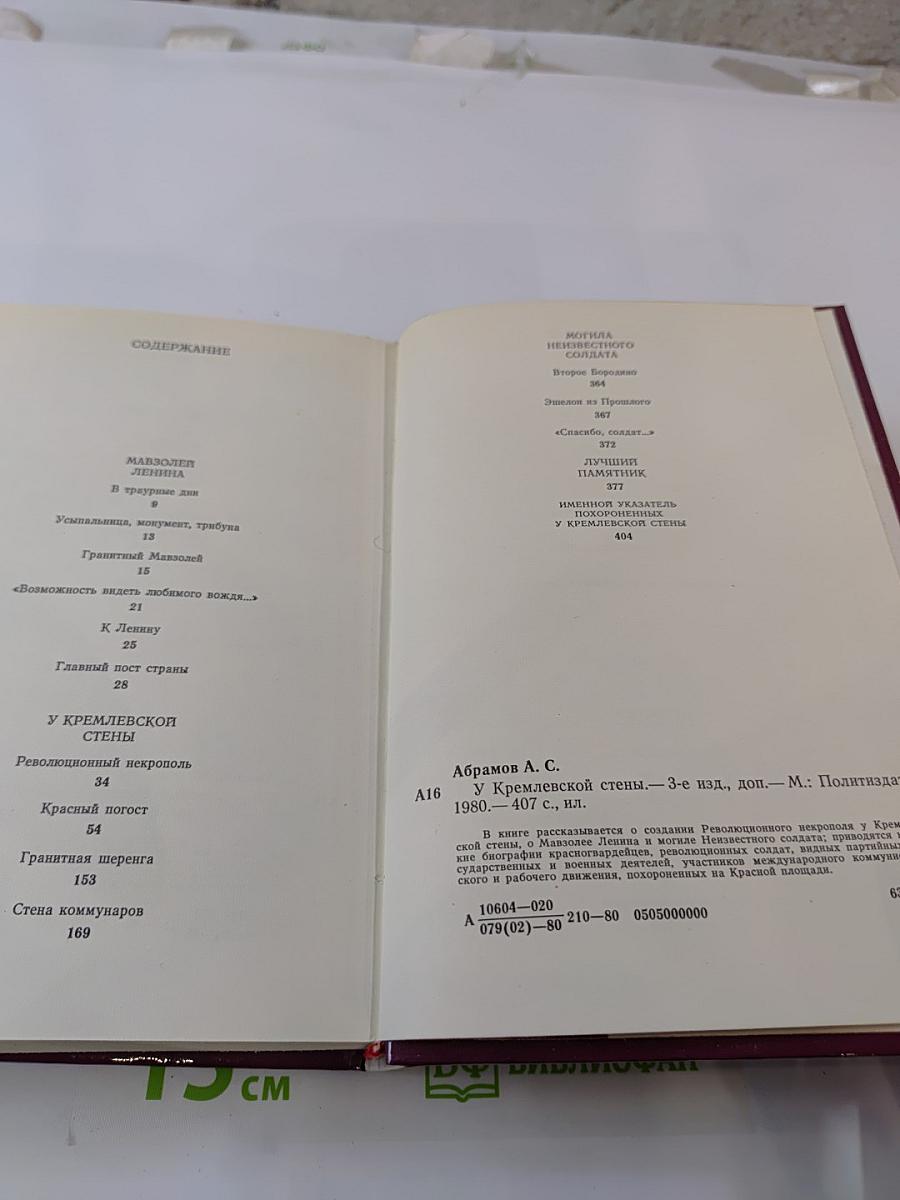 СОДЕРЖАНИЕ
МАВЗОЛЕЙ
ЛЕНИНА
В траурные дни
9
Усыпальница, монумент, трибуна
13
Гранитный Мавзолей
15
«Возможность видеть любимого вождя...»
21
К Ленину
25
Главный пост страны
28
У КРЕМЛЕВСКОЙ
СТЕНЫ
Революционный некрополь
34
Красный погост
54
Гранитная шеренга
153
Стена коммунаров
169
МОГИЛА
НЕИЗВЕСТНОГО
СОЛДАТА
Второе Бородино
364
Эшелон из Прошлого
367
«Спасибо, солдат...»
372
ЛУЧШИЙ
ПАМЯТНИК
377
ИМЕННОЙ УКАЗАТЕЛЬ
ПОХОРОНЕННЫХ
У КРЕМЛЕВСКОЙ СТЕНЫ
404
Абрамов А. С.
А16 У Кремлевской стены.— 3-е изд., доп.— М.: Политиздат
1980.— 407 с., ил.
В книге рассказывается о создании Революционного некрополя у Крем
ской стены, о Мавзолее Ленина и могиле Неизвестного солдата; приводятся
кие биографии красногвардейцев, революционных солдат, видных партийных
сударственных и военных деятелей, участников международного коммуни
ского и рабочего движения, похороненных на Красной площади.
63
А 10604—020
079(02)—80 210—80 0505000000
15 см
БФ БИБЛИОФАН